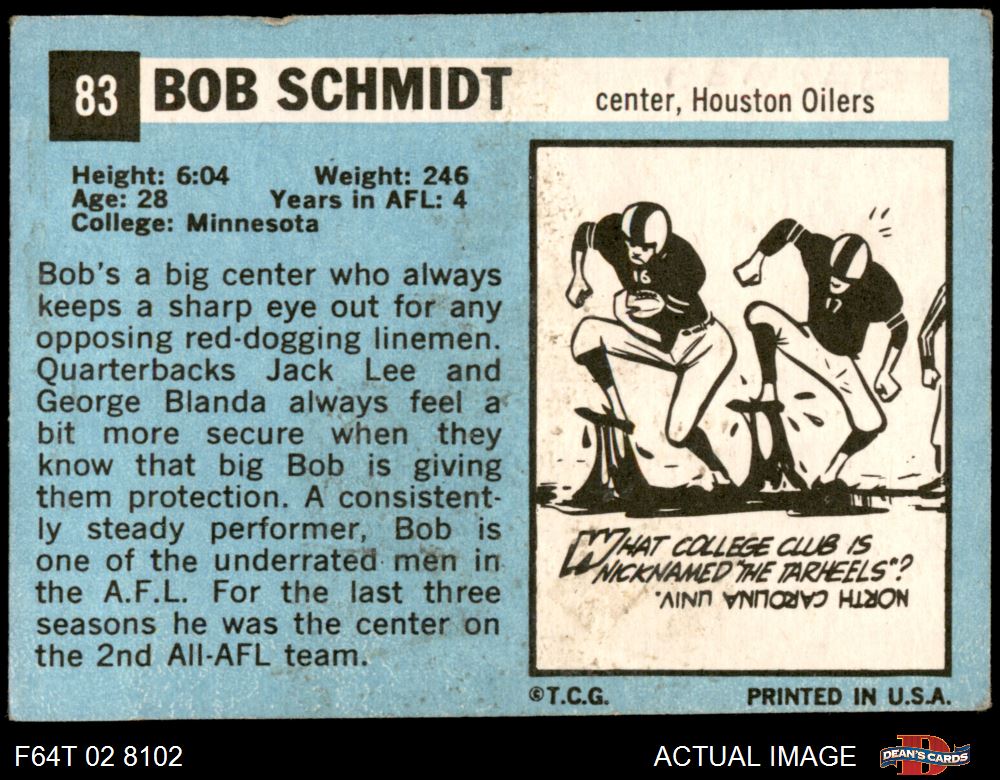 83 BOB SCHMIDT
center, Houston Oilers
Height: 6:04 Weight: 246
Age: 28 Years in AFL: 4
College: Minnesota
Bob's a big center who always
keeps a sharp eye out for any
opposing red-dogging linemen.
Quarterbacks Jack Lee and
George Blanda always feel a
bit more secure when they
know that big Bob is giving
them protection. A consistent-
ly steady performer, Bob is
one of the underrated men in
the A.F.L. For the last three
seasons he was the center on
the 2nd All-AFL team.
16
17
WHAT COLLEGE CLUB IS
NICKNAMED "THE TARHEELS"?
NORTH CAROLINA UNIV.
©T.C.G. PRINTED IN U.S.A.
F64T 02 8102
ACTUAL IMAGE
D
DEAN'S CARDS